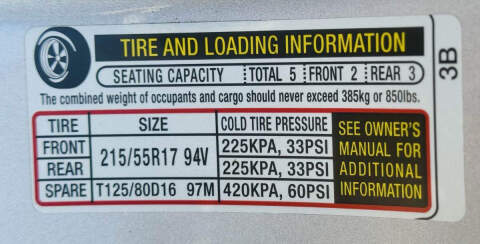 TIRE AND LOADING INFORMATION
SEATING CAPACITY TOTAL 5 FRONT 2 REAR 3
The combined weight of occupants and cargo should never exceed 385kg or 850lbs.
TIRE SIZE COLD TIRE PRESSURE SEE OWNER'S MANUAL FOR ADDITIONAL INFORMATION
FRONT 215/55R17 94V 225KPA, 33PSI
REAR 225KPA, 33PSI
SPARE T125/80D16 97M 420KPA, 60PSI
3B